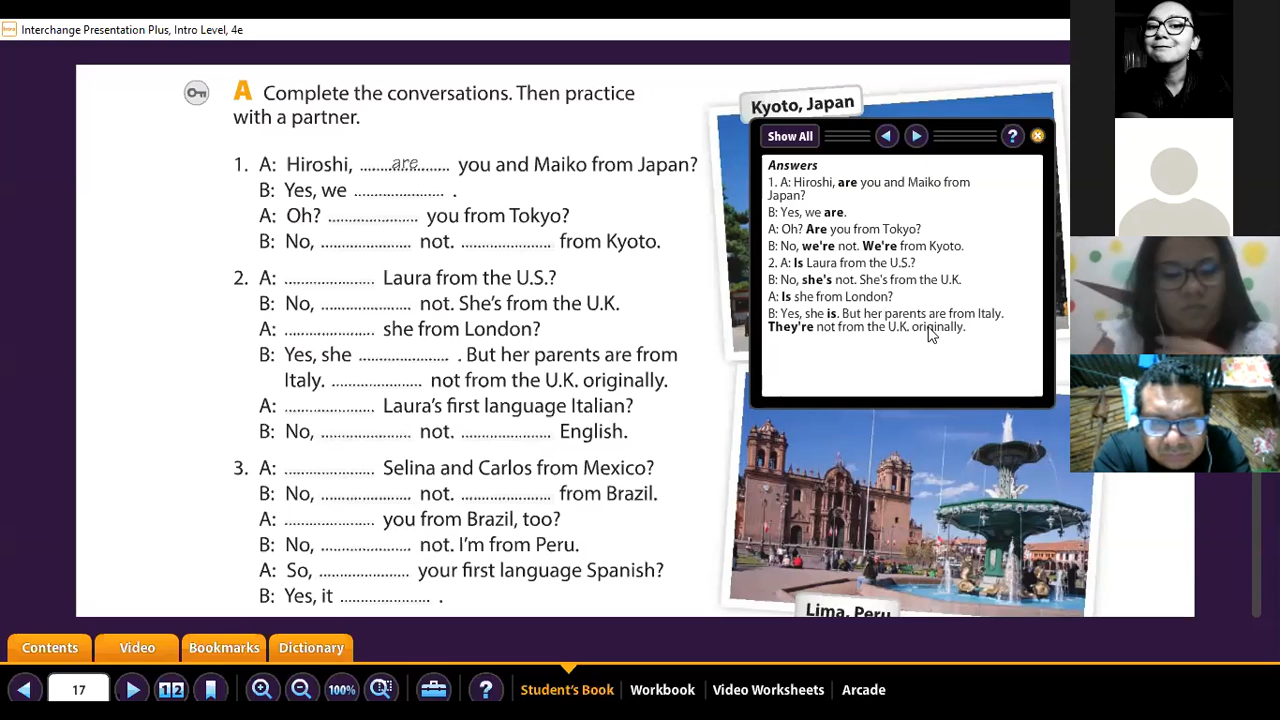 Interchange Presentation Plus, Intro Level, 4e
A Complete the conversations. Then practice
with a partner.
1. A: Hiroshi, are you and Maiko from Japan?
B: Yes, we .................... .
A: Oh? .................... you from Tokyo?
B: No, .................... not. .................... from Kyoto.
2. A: .................... Laura from the U.S.?
B: No, .................... not. She's from the U.K.
A: .................... she from London?
B: Yes, she .................... . But her parents are from
Italy. .................... not from the U.K. originally.
A: .................... Laura's first language Italian?
B: No, .................... not. .................... English.
3. A: .................... Selina and Carlos from Mexico?
B: No, .................... not. .................... from Brazil.
A: .................... you from Brazil, too?
B: No, .................... not. I'm from Peru.
A: So, .................... your first language Spanish?
B: Yes, it .................... .
Kyoto, Japan
Show All
?
Answers
1. A: Hiroshi, are you and Maiko from
Japan?
B: Yes, we are.
A: Oh? Are you from Tokyo?
B: No, we're not. We're from Kyoto.
2. A: Is Laura from the U.S.?
B: No, she's not. She's from the U.K.
A: Is she from London?
B: Yes, she is. But her parents are from Italy.
They're not from the U.K. originally.
Lima, Peru
Contents Video Bookmarks Dictionary
17 12 100% ? Student's Book Workbook Video Worksheets Arcade